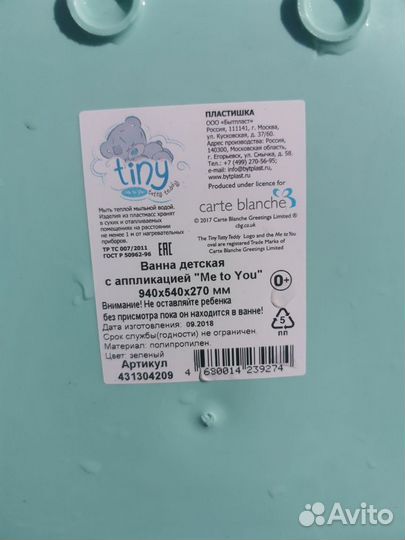 tiny
Tatty Teddy
Мыть теплой мыльной водой.
Изделия из пластмасс хранят
в сухих и отапливаемых
помещениях на расстоянии
не менее 1 м от нагревательных
приборов.
ТР ТС 007/2011
ГОСТ Р 50962-96
EAC
ПЛАСТИШКА
ООО «Бытпласт»
Россия, 111141, г. Москва,
ул. Кусковская, д. 37/60.
Адрес производства: Россия,
140300, Московская область,
г. Егорьевск, ул. Смычка, д. 58.
Тел.: +7 (499) 270-56-95;
e-mail: info@bytplast.ru
www.bytplast.ru
Produced under licence for
carte blanche
© 2017 Carte Blanche Greetings Limited ®
cbg.co.uk
The Tiny Tatty Teddy Logo and the Me to You
oval are registered Trade Marks of
Carte Blanche Greetings Limited.
Ванна детская
с аппликацией "Me to You"
940х540х270 мм
Внимание! Не оставляйте ребенка
без присмотра пока он находится в ванне!
Дата изготовления: 09.2018
Срок службы(годности) не ограничен.
Материал: полипропилен.
Цвет: зеленый
Артикул
431304209
0+
5
ПП
4 690014 239274
Avito